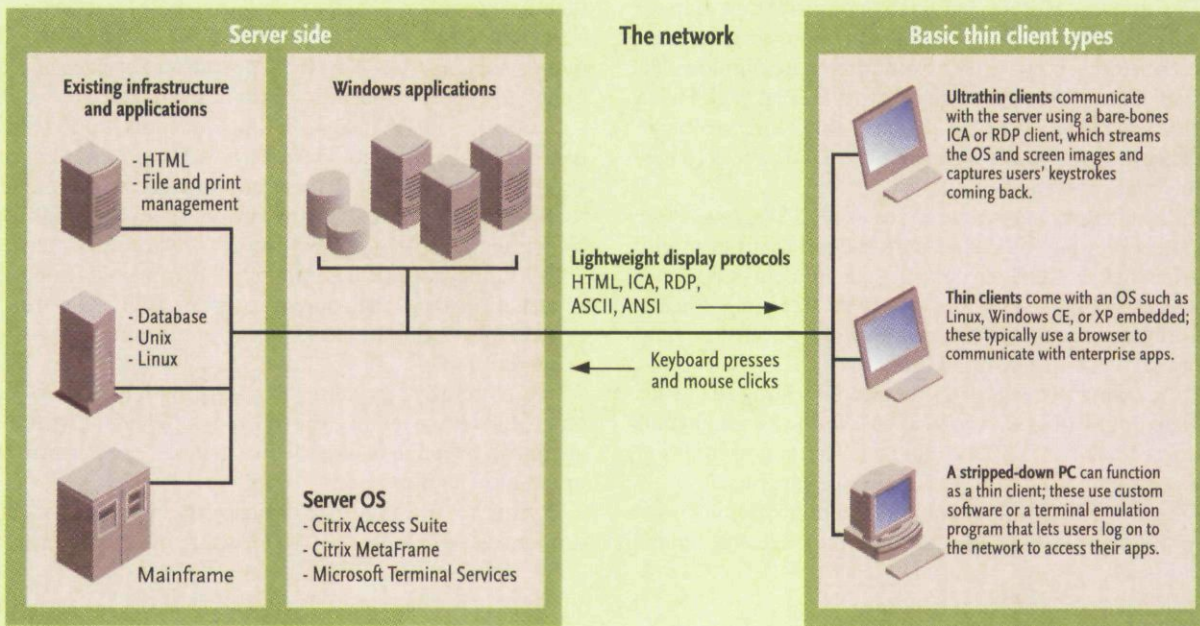 Server side
Existing infrastructure
and applications
- HTML
- File and print
management
- Database
- Unix
- Linux
Mainframe
Windows applications
Server OS
- Citrix Access Suite
- Citrix MetaFrame
- Microsoft Terminal Services
The network
Lightweight display protocols
HTML, ICA, RDP,
ASCII, ANSI
Keyboard presses
and mouse clicks
Basic thin client types
Ultrathin clients communicate
with the server using a bare-bones
ICA or RDP client, which streams
the OS and screen images and
captures users' keystrokes
coming back.
Thin clients come with an OS such as
Linux, Windows CE, or XP embedded;
these typically use a browser to
communicate with enterprise apps.
A stripped-down PC can function
as a thin client; these use custom
software or a terminal emulation
program that lets users log on to
the network to access their apps.